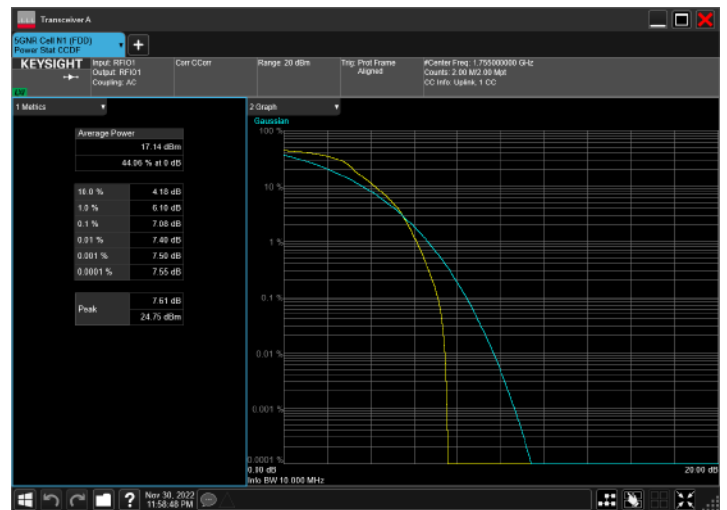 Transceiver A
5GNR Cell N1 (FDD)
Power Stat CCDF
KEYSIGHT
Input: RFIO1
Output: RFIO1
Coupling: AC
Corr CCorr
Range: 20 dBm
Trig: Prot Frame
Aligned
#Center Freq: 1.755000000 GHz
Counts: 2.00 M/2.00 Mpt
CC Info: Uplink, 1 CC
1 Metrics
Average Power
17.14 dBm
44.06 % at 0 dB
10.0 % 4.18 dB
1.0 % 6.10 dB
0.1 % 7.08 dB
0.01 % 7.40 dB
0.001 % 7.50 dB
0.0001 % 7.55 dB
Peak
7.61 dB
24.75 dBm
2 Graph
Gaussian
100 %
10 %
1 %
0.1 %
0.01 %
0.001 %
0.0001 %
0.00 dB
20.00 dB
Info BW 10.000 MHz
?
Nov 30, 2022
11:58:48 PM